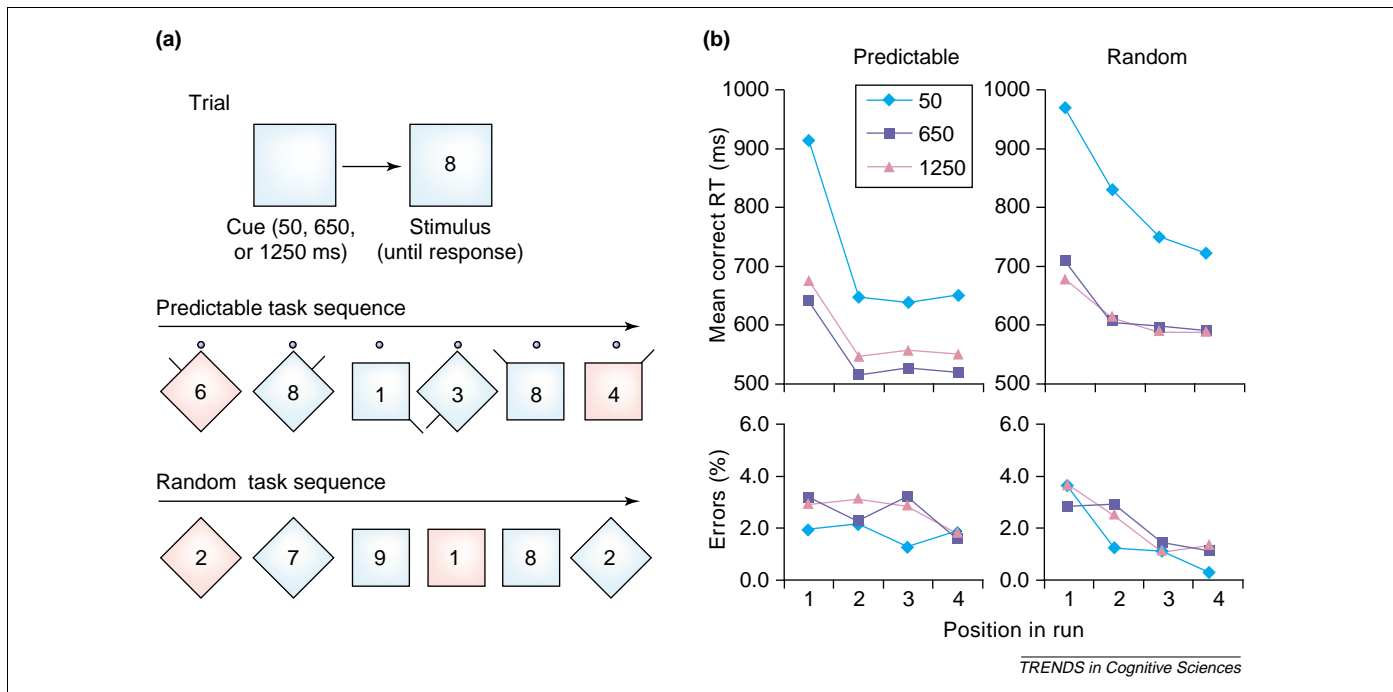 (a)
Trial
8
Cue (50, 650,
or 1250 ms)
Stimulus
(until response)
Predictable task sequence
6 8 1 3 8 4
Random task sequence
2 7 9 1 8 2
(b)
Predictable
Random
1000
900
800
700
600
500
Mean correct RT (ms)
50
650
1250
1000
900
800
700
600
500
6.0
4.0
2.0
0.0
Errors (%)
1 2 3 4
6.0
4.0
2.0
0.0
1 2 3 4
Position in run
TRENDS in Cognitive Sciences